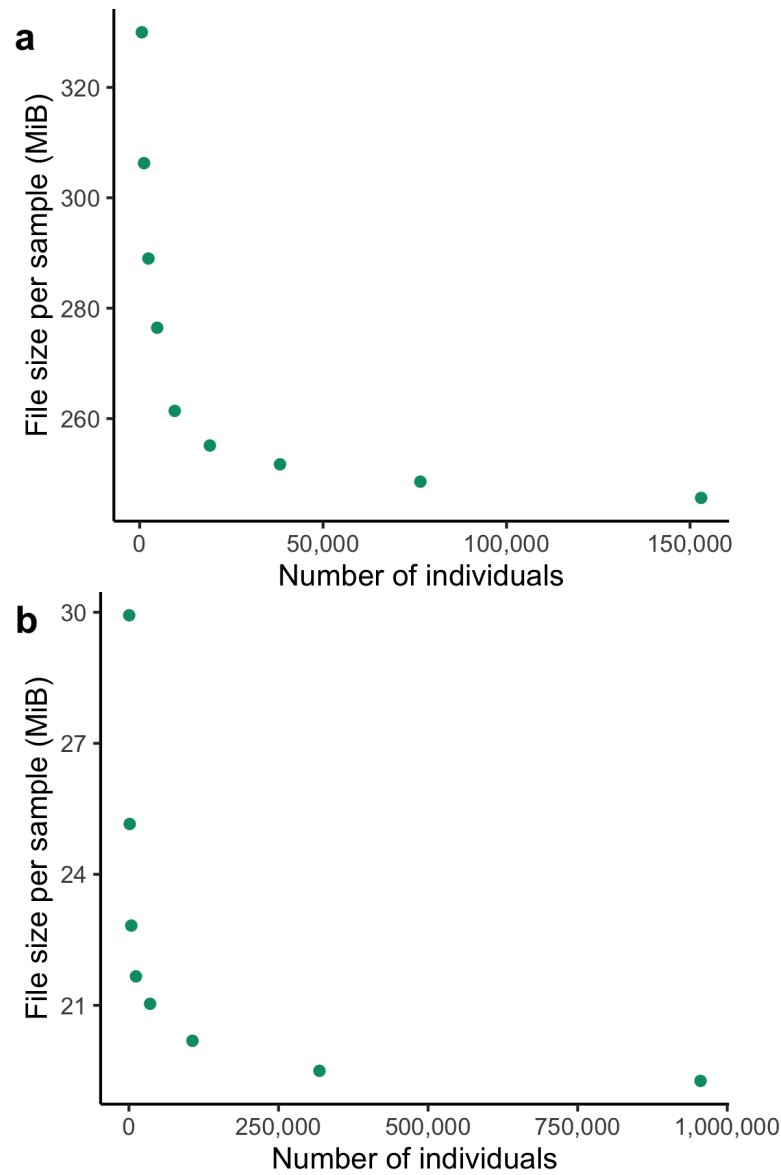 a
File size per sample (MiB)
320
300
280
260
0 50,000 100,000 150,000
Number of individuals
b
File size per sample (MiB)
30
27
24
21
0 250,000 500,000 750,000 1,000,000
Number of individuals